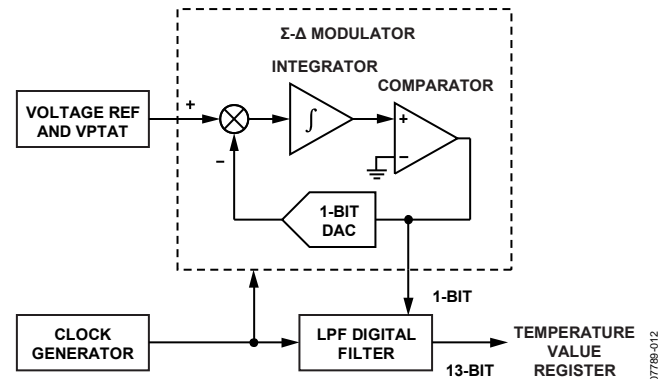 Σ-Δ MODULATOR
INTEGRATOR
COMPARATOR
VOLTAGE REF
AND VPTAT
+
−
∫
+
−
1-BIT
DAC
1-BIT
CLOCK
GENERATOR
LPF DIGITAL
FILTER
13-BIT
TEMPERATURE
VALUE
REGISTER
07789-012